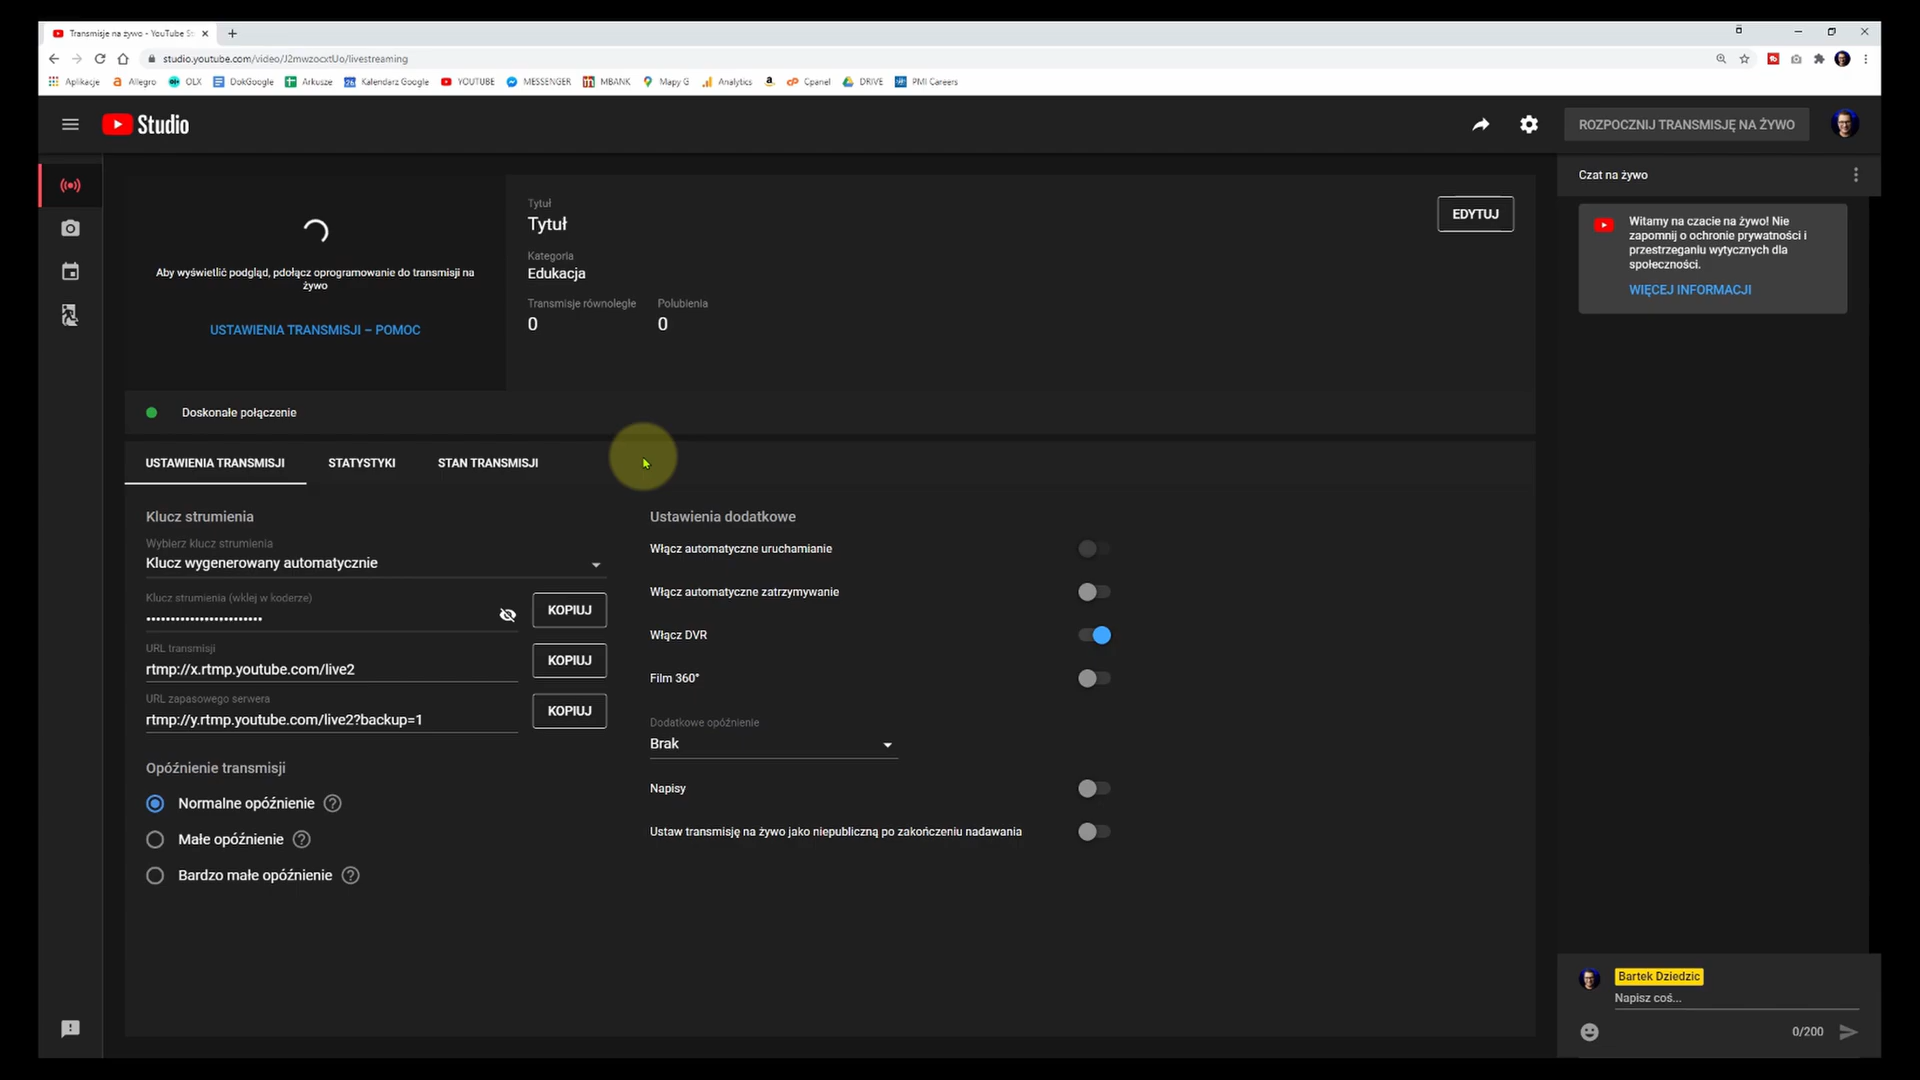 Transmisje na żywo - YouTube St
studio.youtube.com/video/J2mwzocxtUo/livestreaming
Aplikacje
Allegro
OLX
DokGoogle
Arkusze
Kalendarz Google
YOUTUBE
MESSENGER
MBANK
Mapy G
Analytics
Cpanel
DRIVE
PMI Careers
Studio
ROZPOCZNIJ TRANSMISJĘ NA ŻYWO
Aby wyświetlić podgląd, pdołącz oprogramowanie do transmisji na
żywo
USTAWIENIA TRANSMISJI – POMOC
Tytuł
Tytuł
EDYTUJ
Kategoria
Edukacja
Transmisje równoległe
Polubienia
0
0
Doskonałe połączenie
USTAWIENIA TRANSMISJI
STATYSTYKI
STAN TRANSMISJI
Klucz strumienia
Wybierz klucz strumienia
Klucz wygenerowany automatycznie
Klucz strumienia (wklej w koderze)
KOPIUJ
URL transmisji
rtmp://x.rtmp.youtube.com/live2
KOPIUJ
URL zapasowego serwera
rtmp://y.rtmp.youtube.com/live2?backup=1
KOPIUJ
Opóźnienie transmisji
Normalne opóźnienie
Małe opóźnienie
Bardzo małe opóźnienie
Ustawienia dodatkowe
Włącz automatyczne uruchamianie
Włącz automatyczne zatrzymywanie
Włącz DVR
Film 360°
Dodatkowe opóźnienie
Brak
Napisy
Ustaw transmisję na żywo jako niepubliczną po zakończeniu nadawania
Czat na żywo
Witamy na czacie na żywo! Nie
zapomnij o ochronie prywatności i
przestrzeganiu wytycznych dla
społeczności.
WIĘCEJ INFORMACJI
Bartek Dziedzic
Napisz coś...
0/200